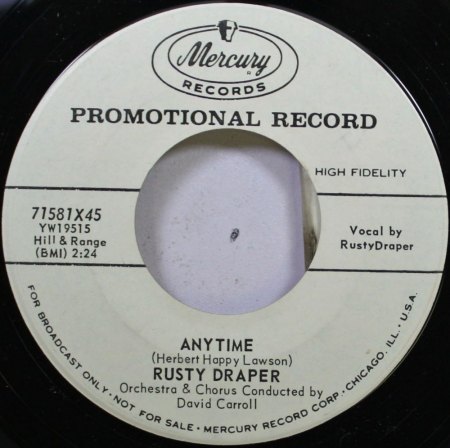 Mercury
RECORDS
PROMOTIONAL RECORD
HIGH FIDELITY
71581X45
YW19515
Hill & Range
(BMI) 2:24
Vocal by
RustyDraper
ANYTIME
(Herbert Happy Lawson)
RUSTY DRAPER
Orchestra & Chorus Conducted by
David Carroll
FOR BROADCAST ONLY · NOT FOR SALE · MERCURY RECORD CORP. · CHICAGO, ILL. · U.S.A.